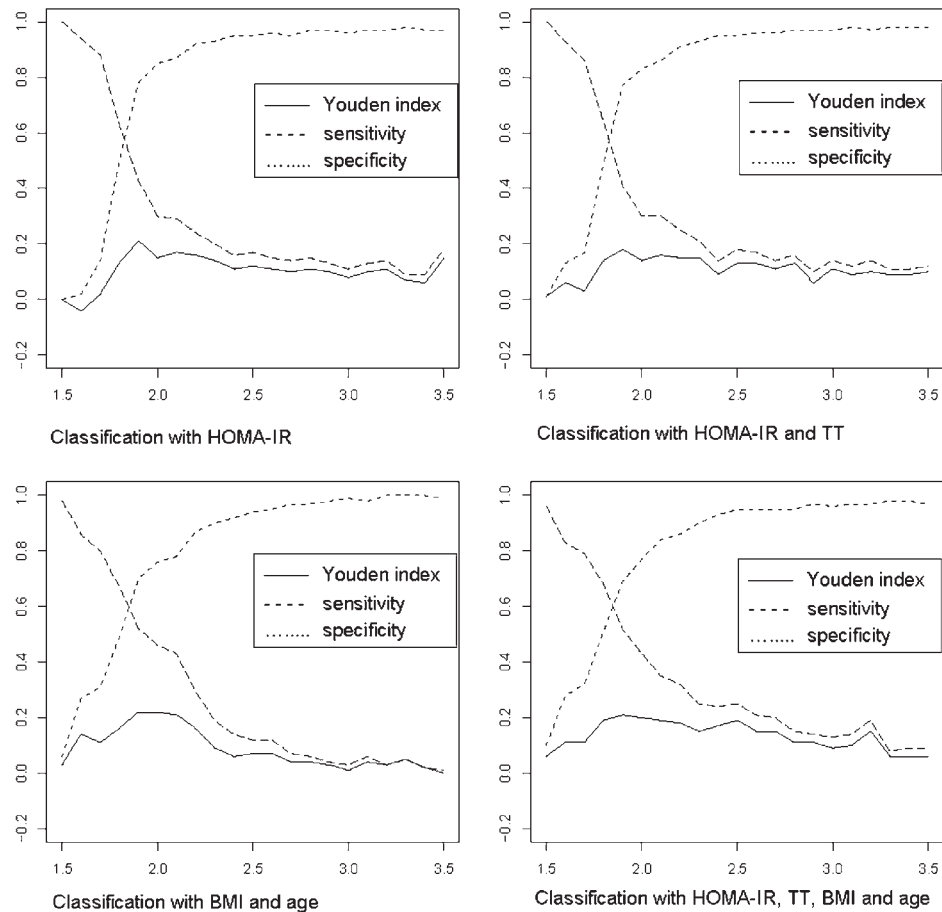 1.0
0.8
0.6
0.4
0.2
0.0
-0.2
Youden index
sensitivity
specificity
1.5 2.0 2.5 3.0 3.5
Classification with HOMA-IR
1.0
0.8
0.6
0.4
0.2
0.0
-0.2
Youden index
sensitivity
specificity
1.5 2.0 2.5 3.0 3.5
Classification with HOMA-IR and TT
1.0
0.8
0.6
0.4
0.2
0.0
-0.2
Youden index
sensitivity
specificity
1.5 2.0 2.5 3.0 3.5
Classification with BMI and age
1.0
0.8
0.6
0.4
0.2
0.0
-0.2
Youden index
sensitivity
specificity
1.5 2.0 2.5 3.0 3.5
Classification with HOMA-IR, TT, BMI and age